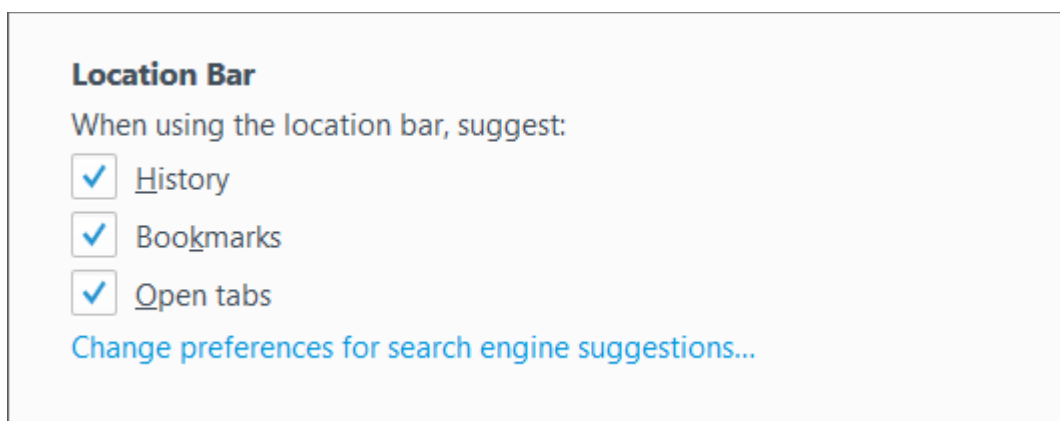 Location Bar
When using the location bar, suggest:
History
Bookmarks
Open tabs
Change preferences for search engine suggestions...